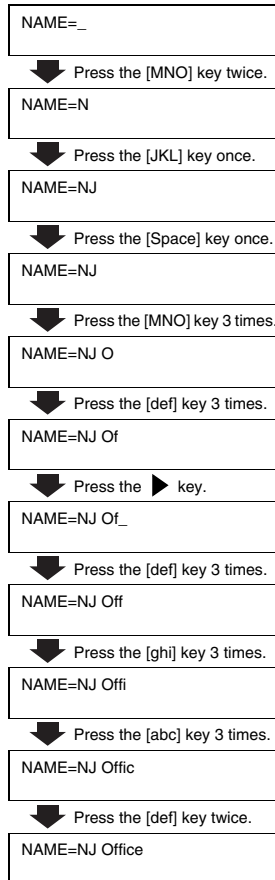 NAME=_
Press the [MNO] key twice.
NAME=N
Press the [JKL] key once.
NAME=NJ
Press the [Space] key once.
NAME=NJ
Press the [MNO] key 3 times.
NAME=NJ O
Press the [def] key 3 times.
NAME=NJ Of
Press the key.
NAME=NJ Of_
Press the [def] key 3 times.
NAME=NJ Off
Press the [ghi] key 3 times.
NAME=NJ Offi
Press the [abc] key 3 times.
NAME=NJ Offic
Press the [def] key twice.
NAME=NJ Office